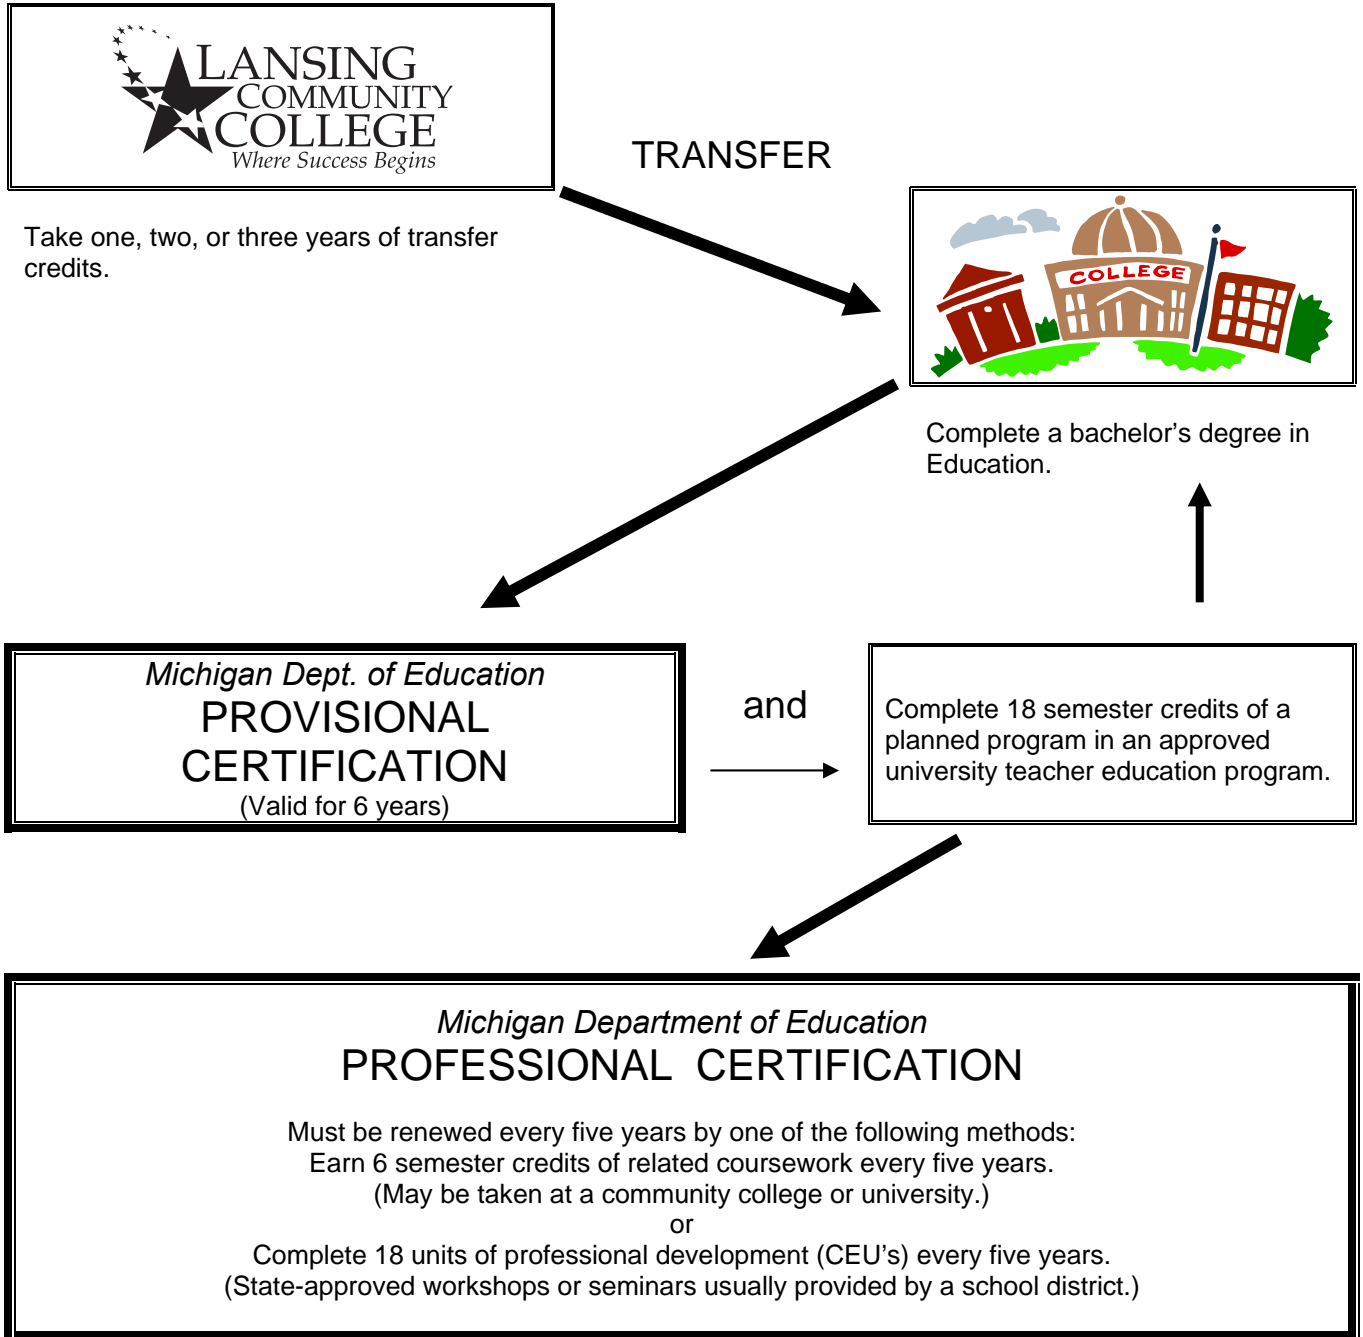 LANSING
COMMUNITY
COLLEGE
Where Success Begins
TRANSFER
Take one, two, or three years of transfer
credits.
COLLEGE
Complete a bachelor’s degree in
Education.
Michigan Dept. of Education
PROVISIONAL
CERTIFICATION
(Valid for 6 years)
and
Complete 18 semester credits of a
planned program in an approved
university teacher education program.
Michigan Department of Education
PROFESSIONAL CERTIFICATION
Must be renewed every five years by one of the following methods:
Earn 6 semester credits of related coursework every five years.
(May be taken at a community college or university.)
or
Complete 18 units of professional development (CEU’s) every five years.
(State-approved workshops or seminars usually provided by a school district.)